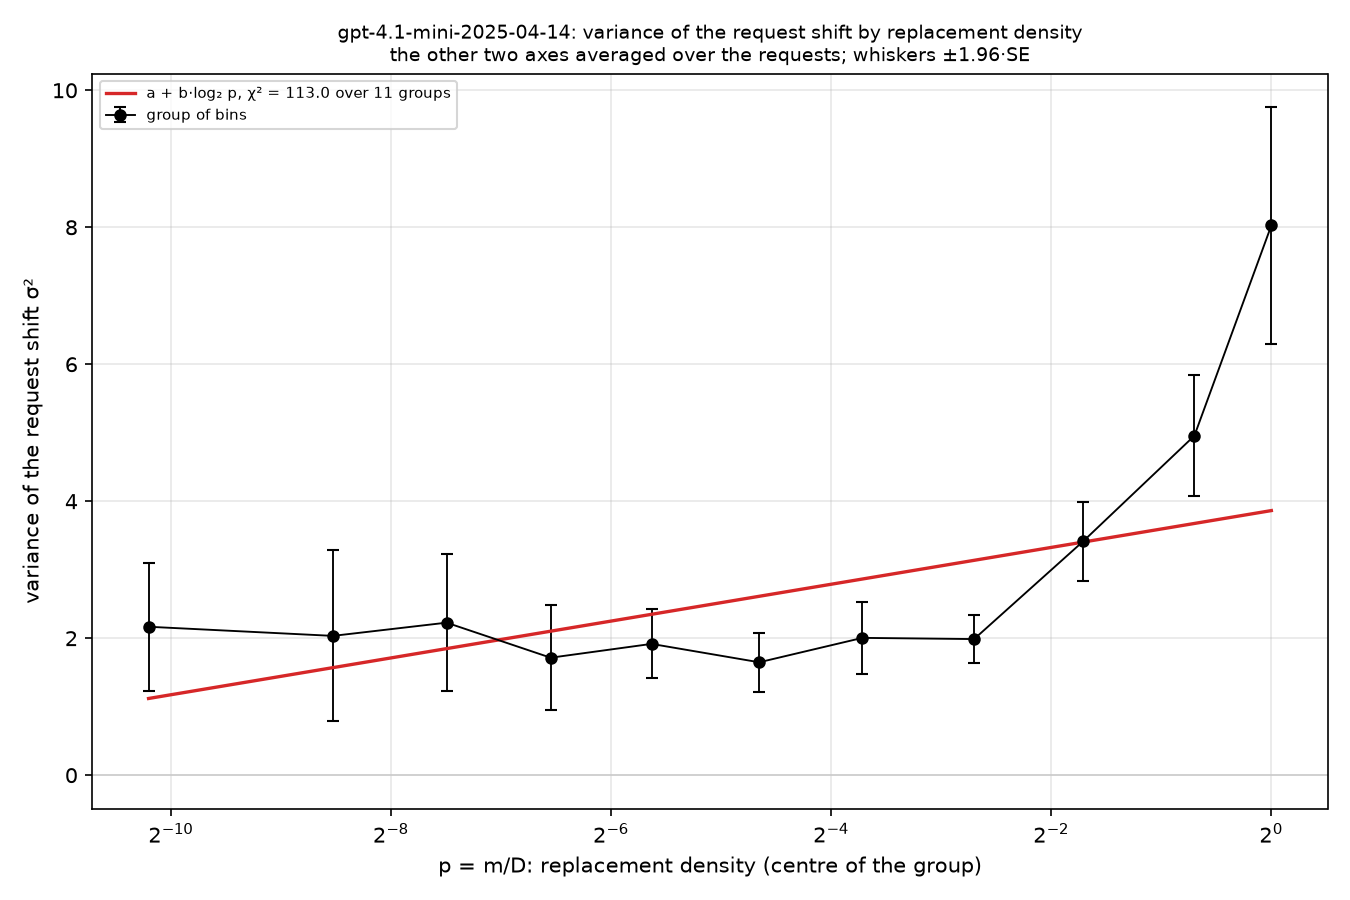 gpt-4.1-mini-2025-04-14: variance of the request shift by replacement density
the other two axes averaged over the requests; whiskers ±1.96·SE
a + b·log₂ p, χ² = 113.0 over 11 groups
group of bins
variance of the request shift σ²
10
8
6
4
2
0
2⁻¹⁰
2⁻⁸
2⁻⁶
2⁻⁴
2⁻²
2⁰
p = m/D: replacement density (centre of the group)